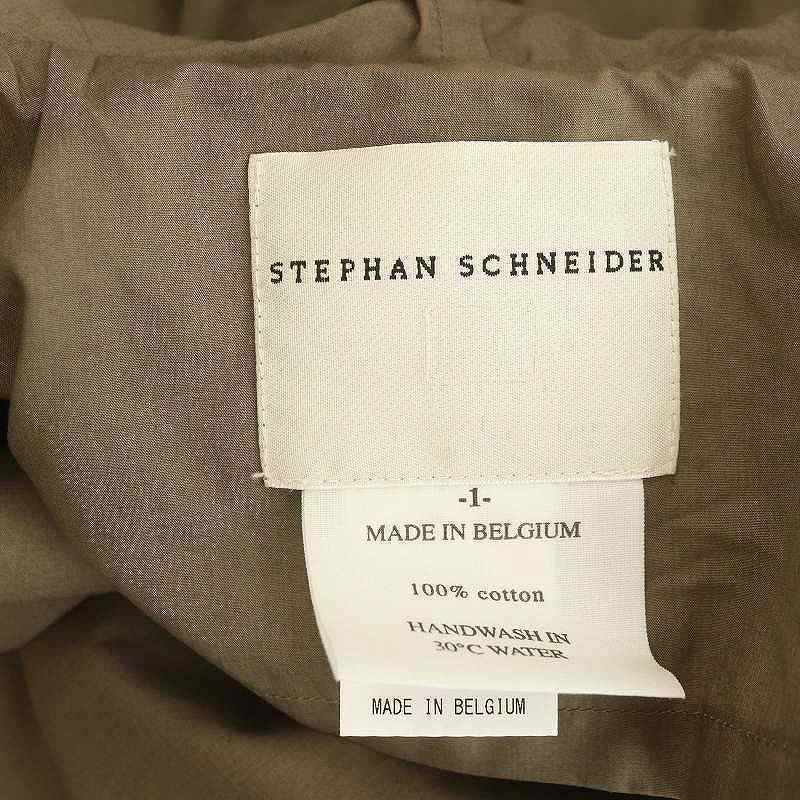 STEPHAN SCHNEIDER
-1-
MADE IN BELGIUM
100% cotton
HANDWASH IN
30°C WATER
MADE IN BELGIUM